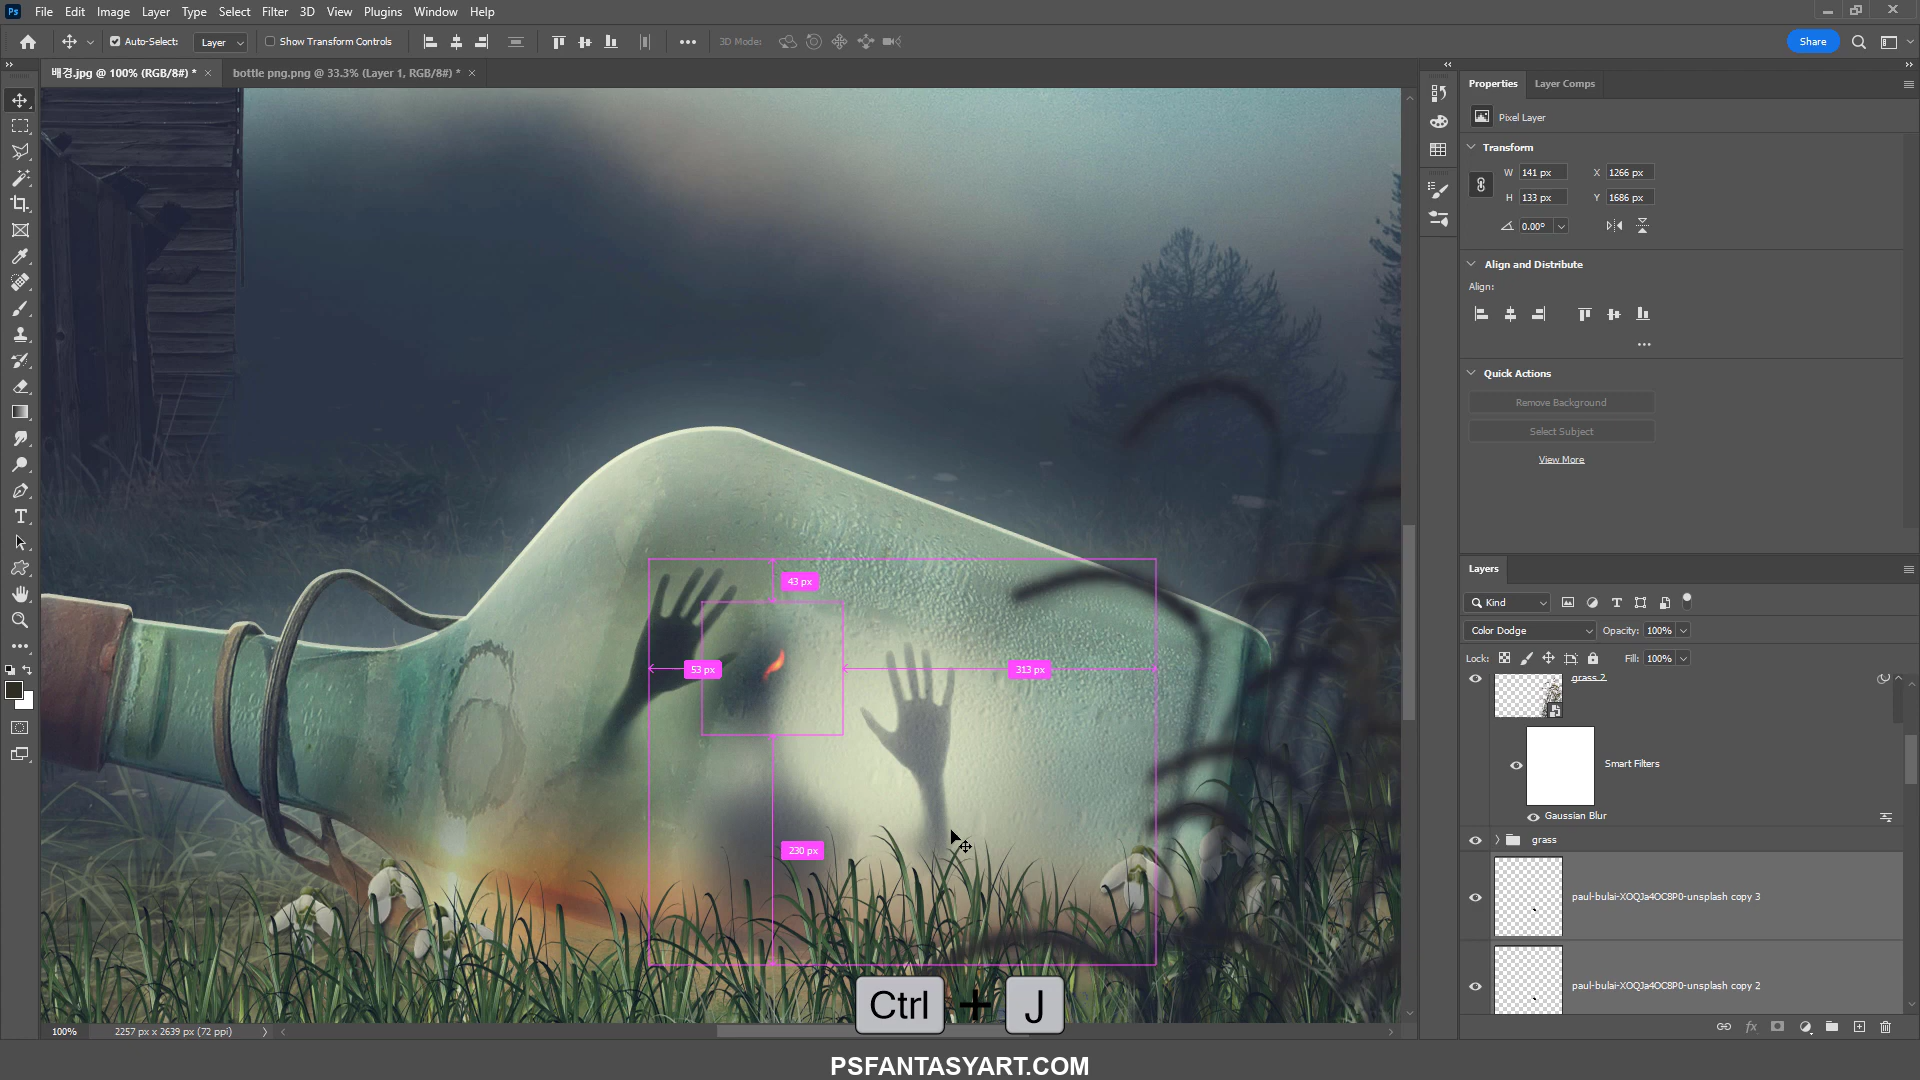 Ps File Edit Image Layer Type Select Filter 3D View Plugins Window Help
Auto-Select: Layer Show Transform Controls 3D Mode: Share
배경.jpg @ 100% (RGB/8#) * × bottle png.png @ 33.3% (Layer 1, RGB/8#) * ×
Properties Layer Comps
Pixel Layer
Transform
W 141 px X 1266 px
H 133 px Y 1686 px
0.00°
Align and Distribute
Align:
Quick Actions
Remove Background
Select Subject
View More
43 px
53 px 313 px
230 px
Layers
Kind
Color Dodge Opacity: 100%
Lock: Fill: 100%
grass 2
Smart Filters
Gaussian Blur
grass
paul-bulai-XOQJa4OC8P0-unsplash copy 3
paul-bulai-XOQJa4OC8P0-unsplash copy 2
Ctrl + J
100% 2257 px x 2639 px (72 ppi)
PSFANTASYART.COM